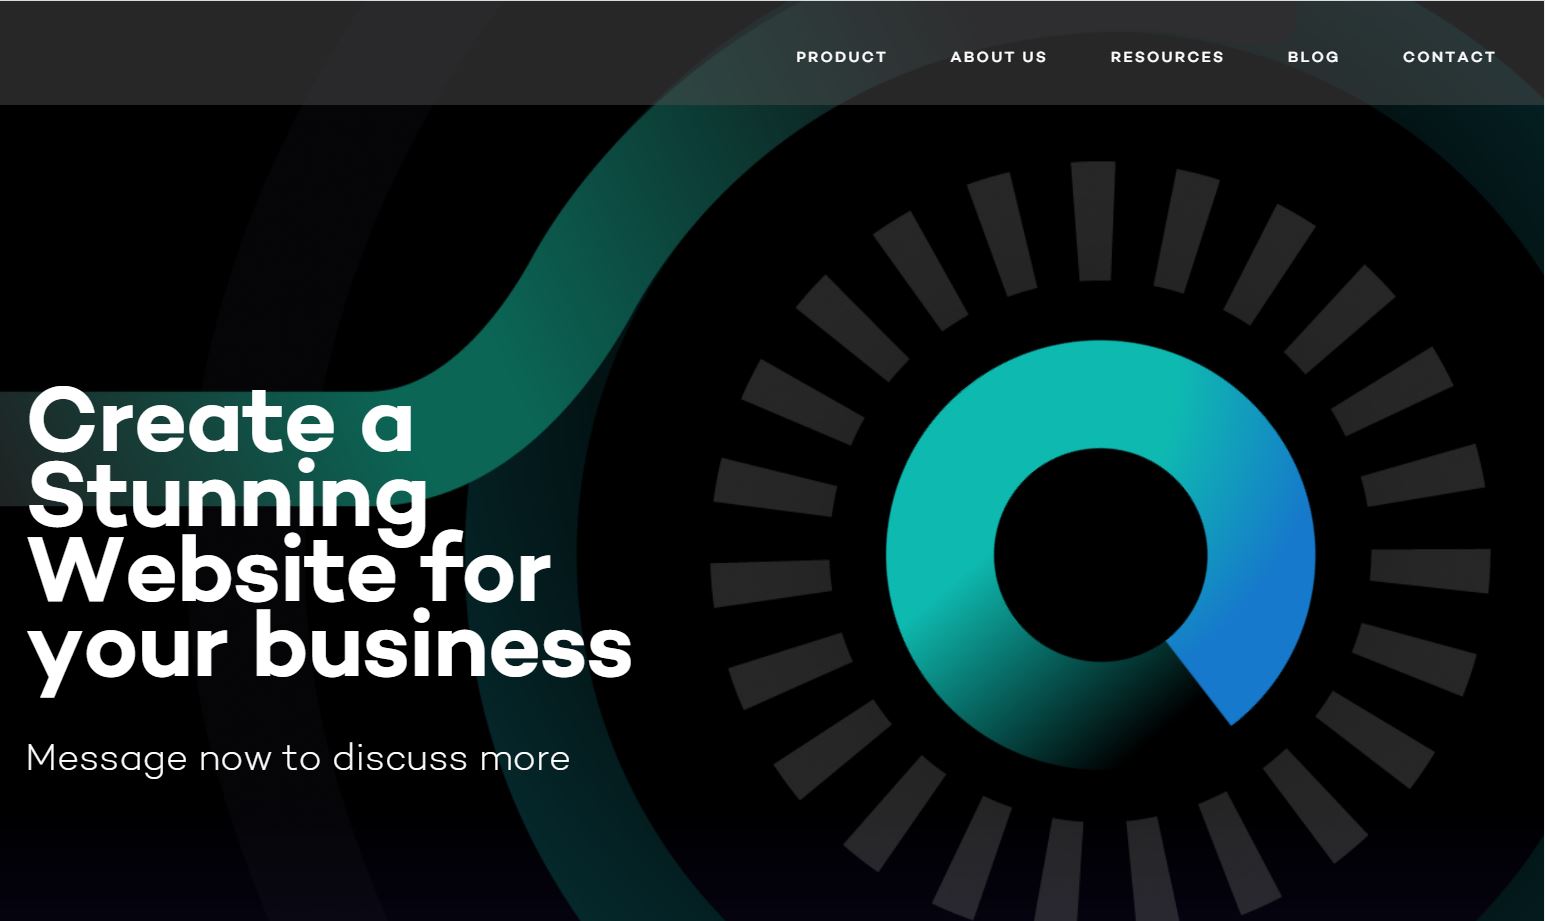 PRODUCT ABOUT US RESOURCES BLOG CONTACT
Create a
Stunning
Website for
your business
Message now to discuss more